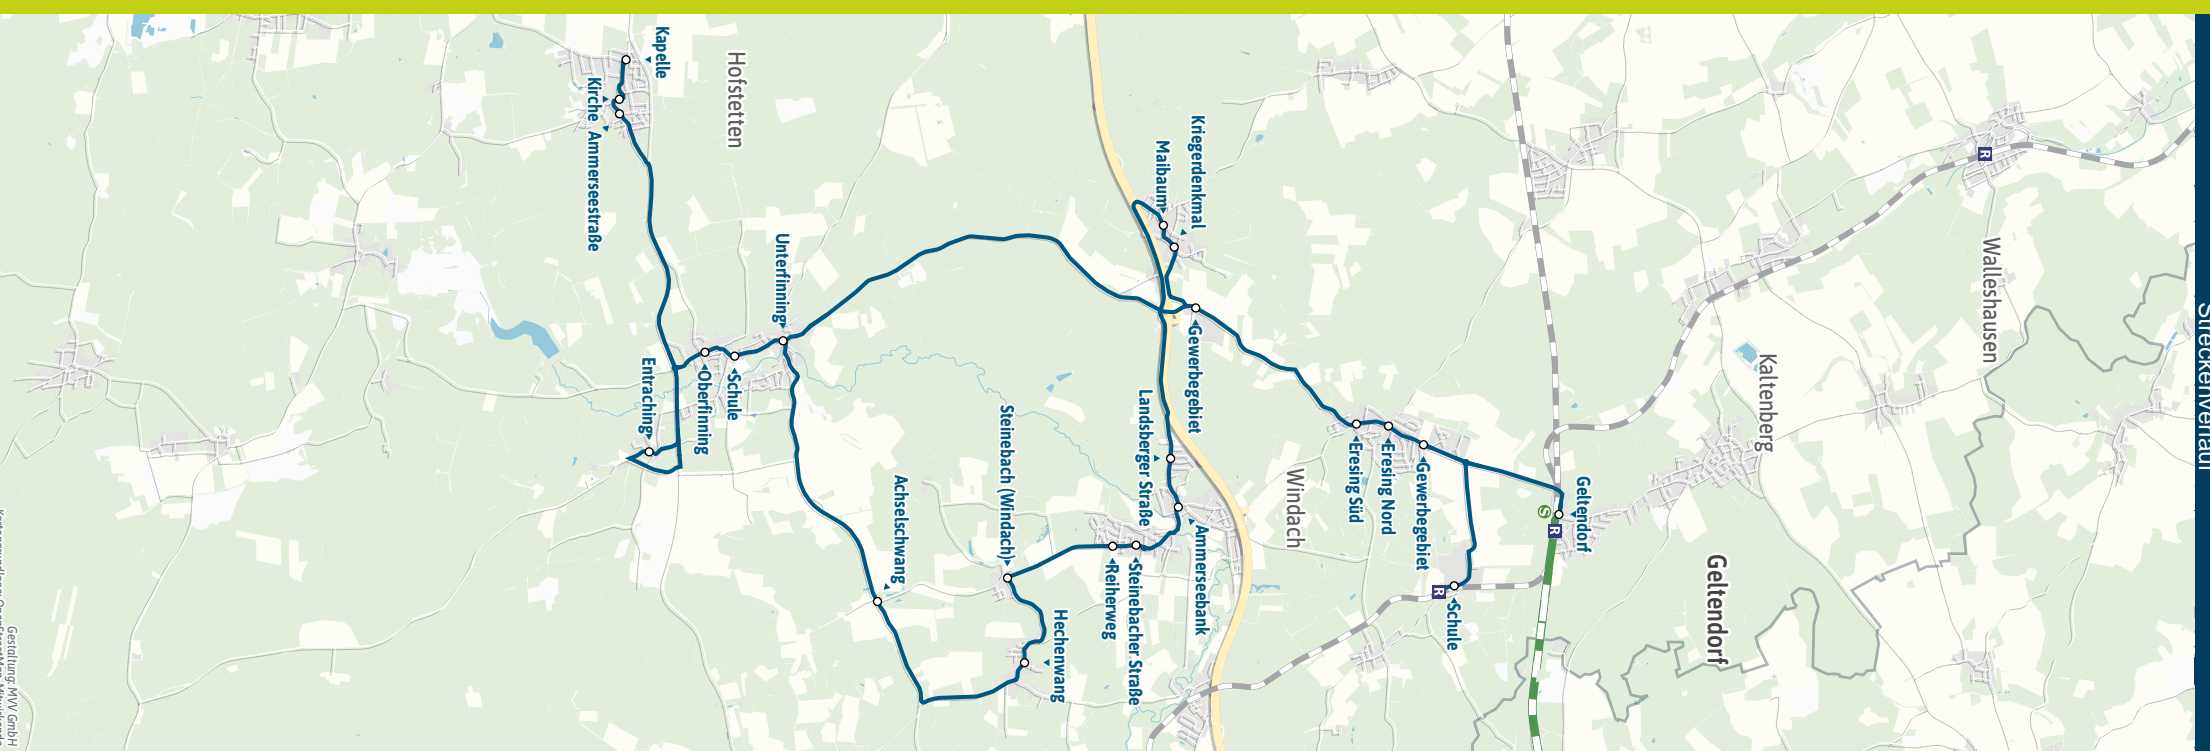 Streckenverlauf
Walleshausen
Kaltenberg
Geltendorf
Geltendorf
S
R
R
R
Schule
Gewerbegebiet
Eresing Nord
Eresing Süd
Windach
Kriegerdenkmal
Maibaum
Gewerbegebiet
Landsberger Straße
Ammerseebank
Steinebacher Straße
Reiherweg
Hechenwang
Steinebach (Windach)
Achselschwang
Unterfinning
Schule
Oberfinning
Entraching
Hofstetten
Kapelle
Kirche
Ammerseestraße
Gestaltung: MVV GmbH